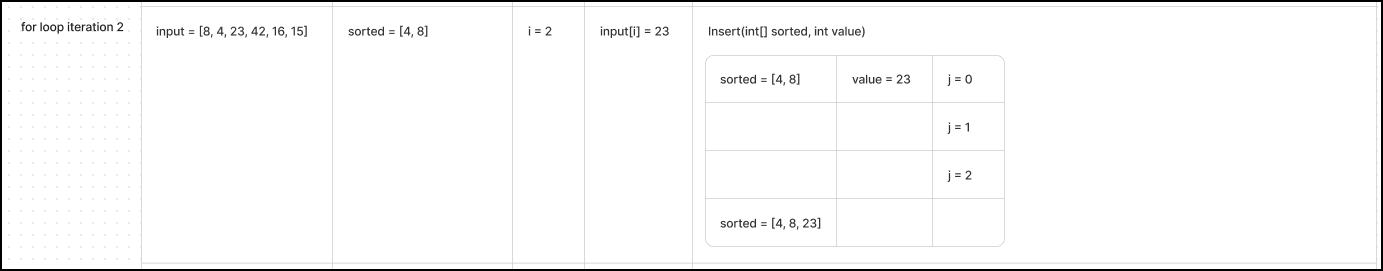 for loop iteration 2
input = [8, 4, 23, 42, 16, 15]
sorted = [4, 8]
i = 2
input[i] = 23
Insert(int[] sorted, int value)
sorted = [4, 8]
value = 23
j = 0
j = 1
j = 2
sorted = [4, 8, 23]